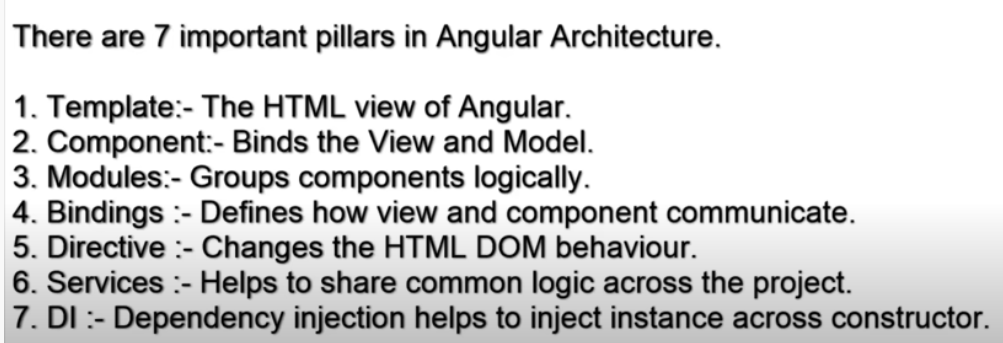 There are 7 important pillars in Angular Architecture.
1. Template:- The HTML view of Angular.
2. Component:- Binds the View and Model.
3. Modules:- Groups components logically.
4. Bindings :- Defines how view and component communicate.
5. Directive :- Changes the HTML DOM behaviour.
6. Services :- Helps to share common logic across the project.
7. DI :- Dependency injection helps to inject instance across constructor.